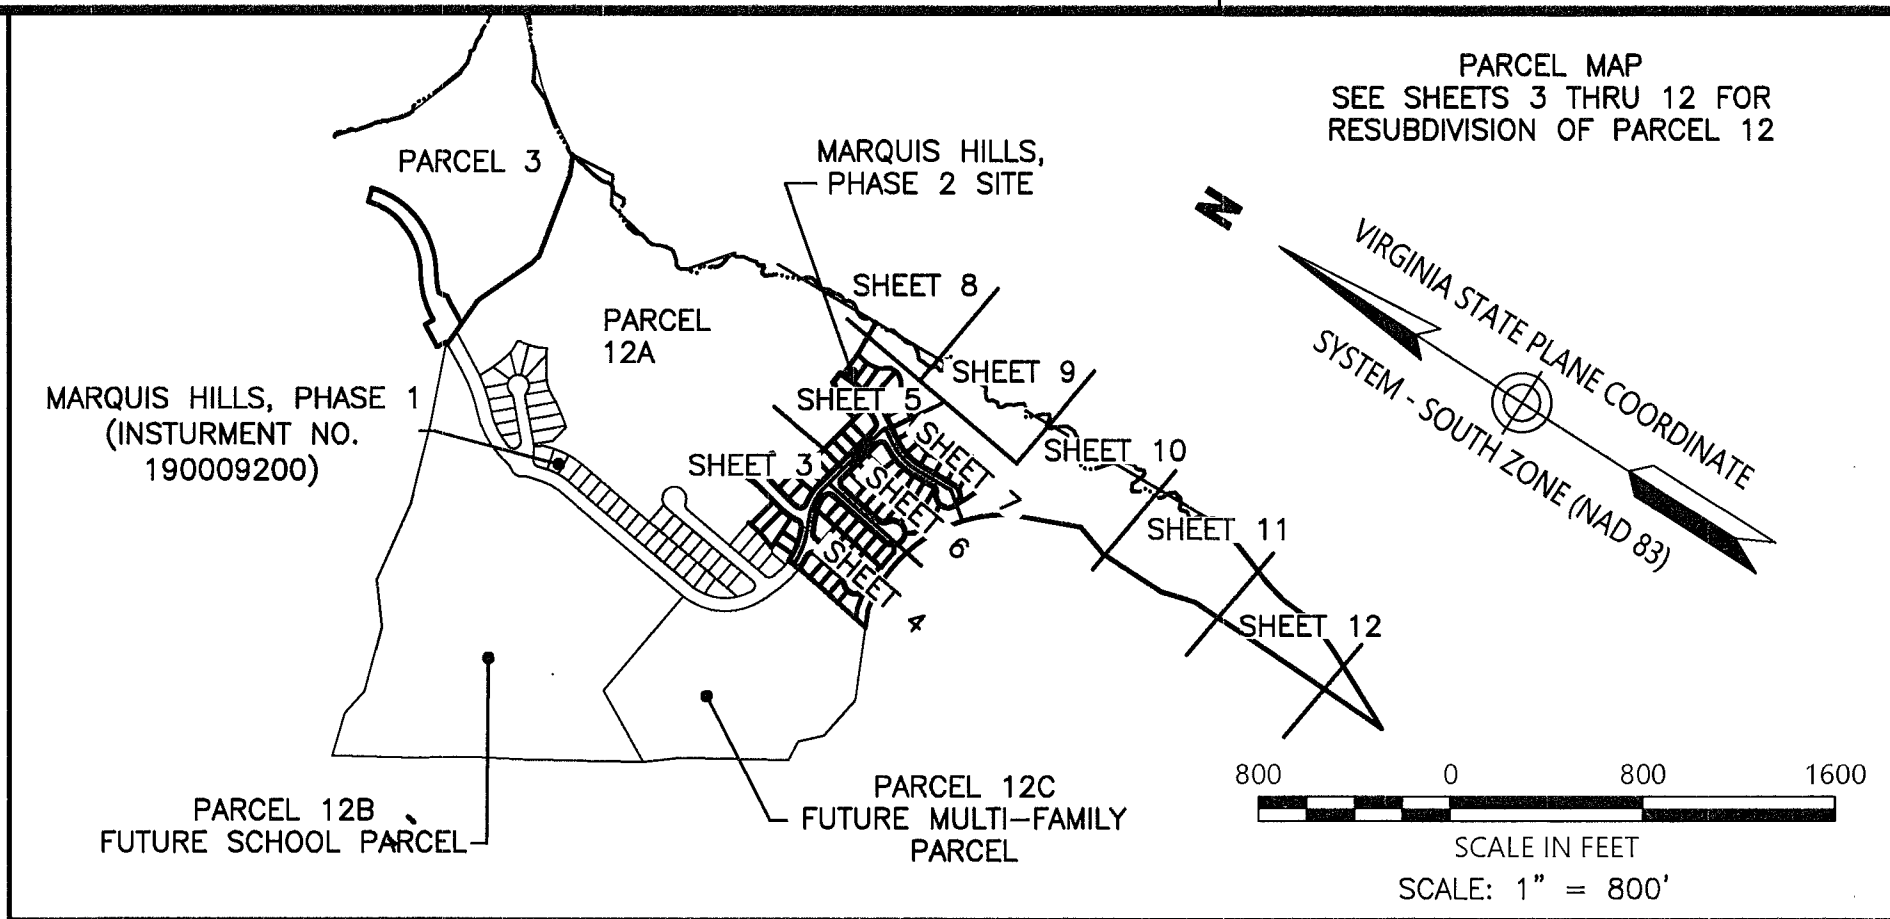 PARCEL MAP
SEE SHEETS 3 THRU 12 FOR
RESUBDIVISION OF PARCEL 12
PARCEL 3
MARQUIS HILLS,
PHASE 2 SITE
N
VIRGINIA STATE PLANE COORDINATE
SYSTEM - SOUTH ZONE (NAD 83)
SHEET 8
PARCEL
12A
SHEET 9
MARQUIS HILLS, PHASE 1
(INSTURMENT NO.
190009200)
SHEET 5
SHEET 3
SHEET 7
SHEET 6
SHEET 4
SHEET 10
SHEET 11
SHEET 12
PARCEL 12B
FUTURE SCHOOL PARCEL
PARCEL 12C
FUTURE MULTI-FAMILY
PARCEL
800 0 800 1600
SCALE IN FEET
SCALE: 1" = 800'